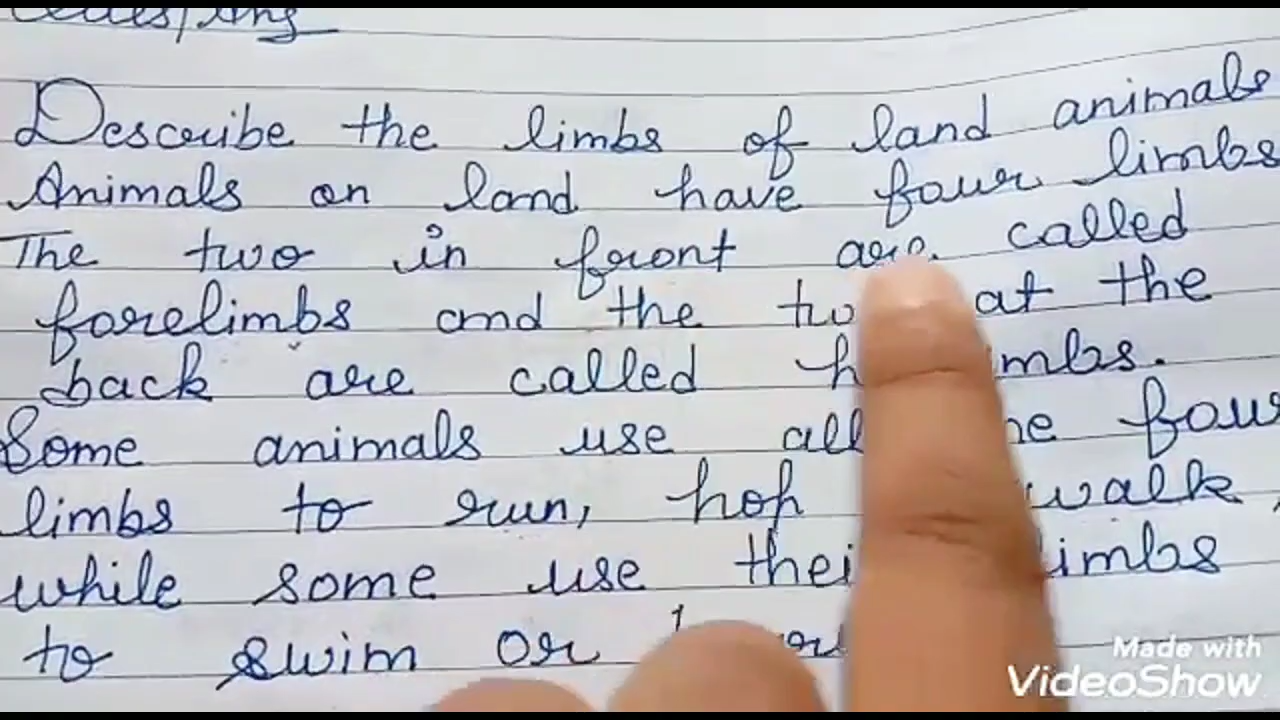 Describe the limbs of land animals
Animals on land have four limbs
The two in front are called
forelimbs and the at the
back are called
Some animals use all four
limbs to run, hop walk,
while some use
to swim or
Made with
VideoShow